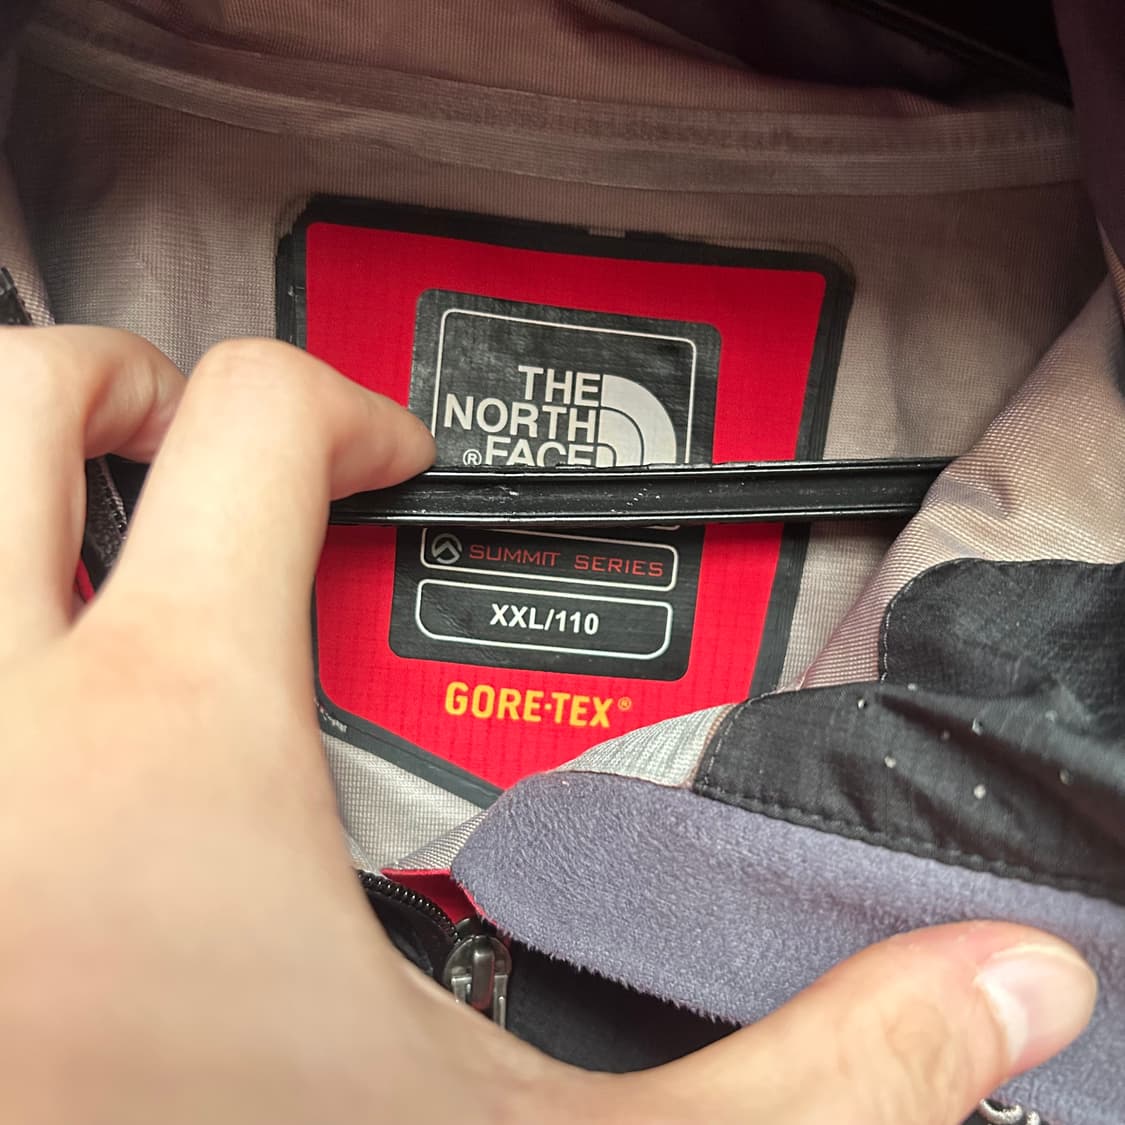 THE
NORTH
®FACE
SUMMIT SERIES
XXL/110
GORE-TEX®